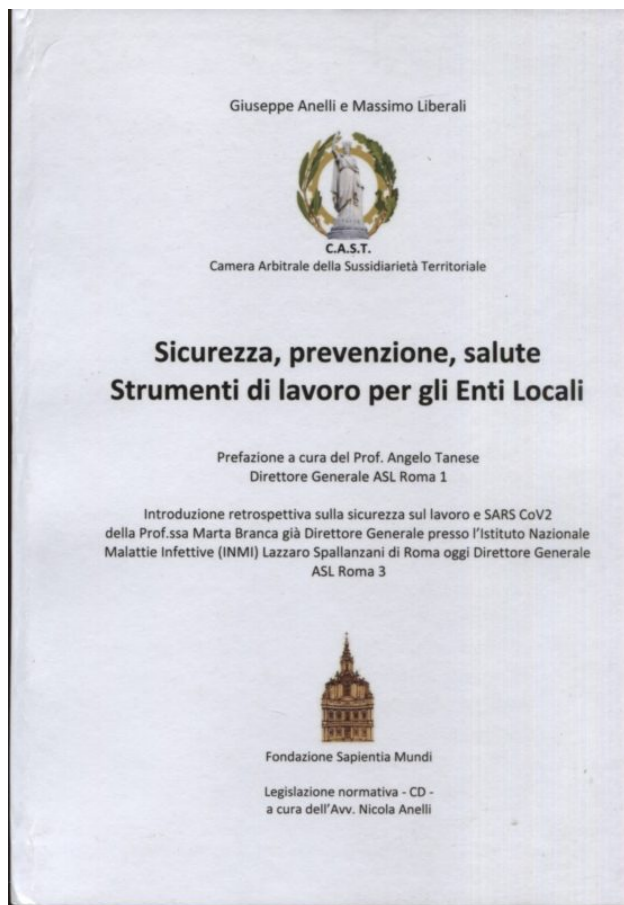 Giuseppe Anelli e Massimo Liberali
C.A.S.T.
Camera Arbitrale della Sussidiarietà Territoriale
Sicurezza, prevenzione, salute
Strumenti di lavoro per gli Enti Locali
Prefazione a cura del Prof. Angelo Tanese
Direttore Generale ASL Roma 1
Introduzione retrospettiva sulla sicurezza sul lavoro e SARS CoV2
della Prof.ssa Marta Branca già Direttore Generale presso l'Istituto Nazionale
Malattie Infettive (INMI) Lazzaro Spallanzani di Roma oggi Direttore Generale
ASL Roma 3
Fondazione Sapientia Mundi
Legislazione normativa - CD -
a cura dell'Avv. Nicola Anelli